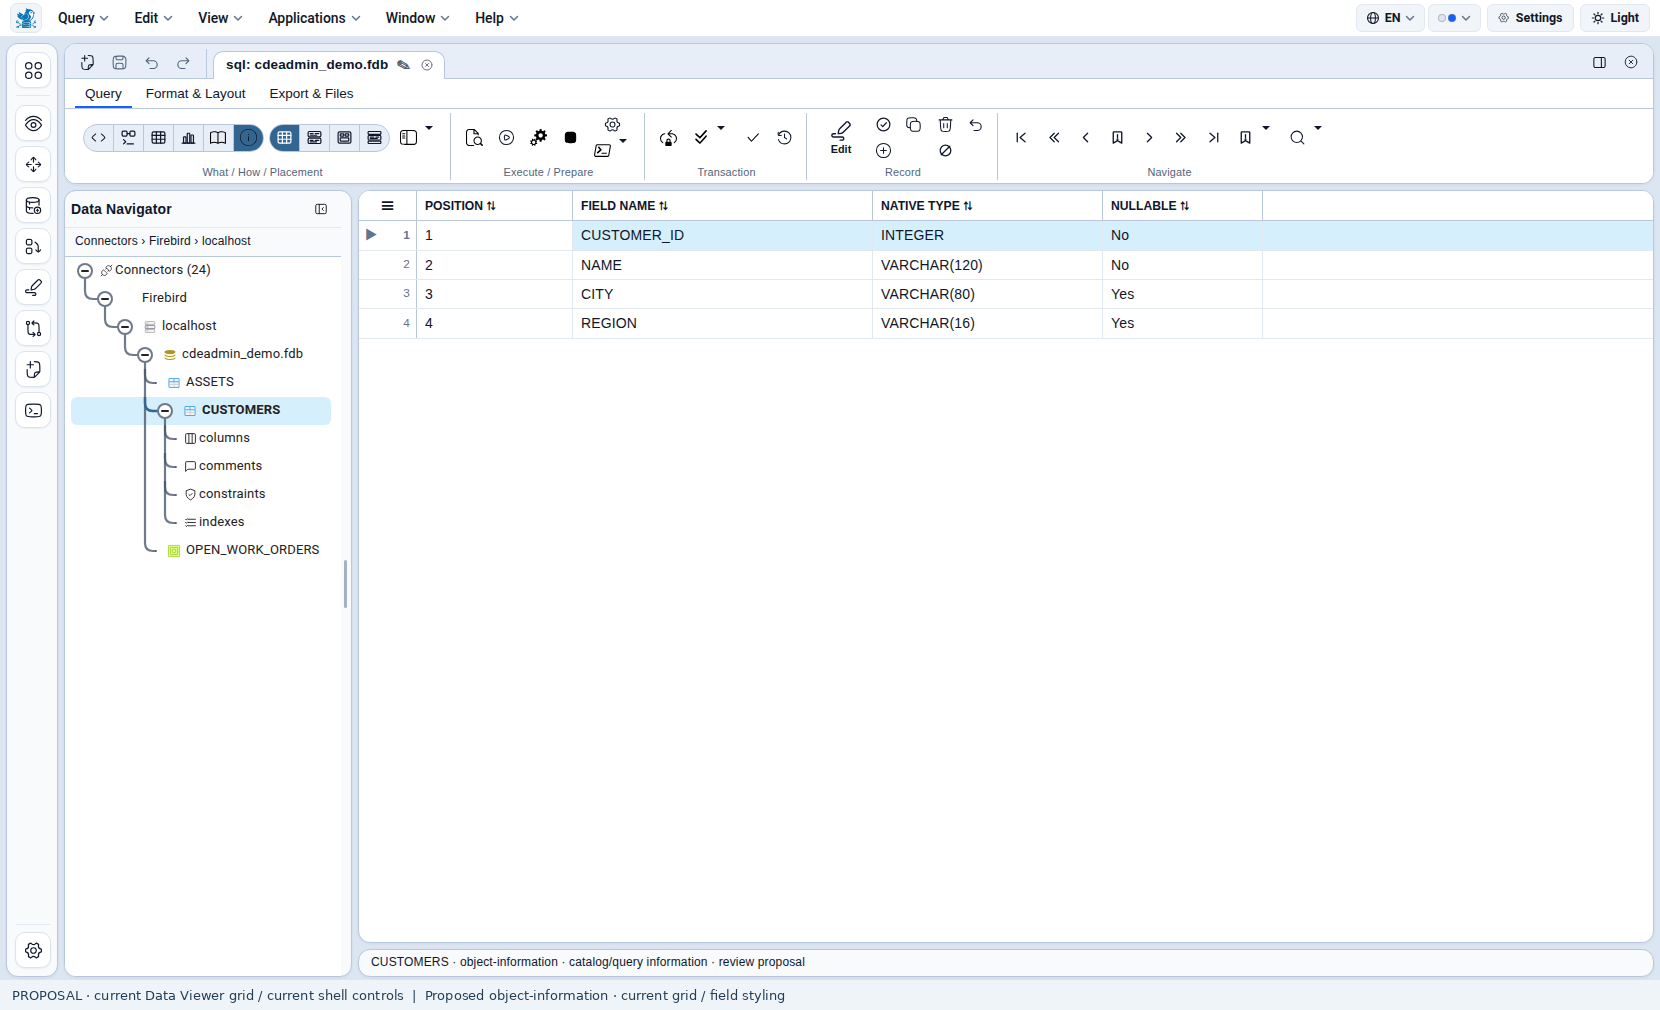 Query Edit View Applications Window Help EN Settings Light
sql: cdeadmin_demo.fdb
Query Format & Layout Export & Files
Edit
What / How / Placement Execute / Prepare Transaction Record Navigate
Data Navigator
Connectors › Firebird › localhost
Connectors (24)
Firebird
localhost
cdeadmin_demo.fdb
ASSETS
CUSTOMERS
columns
comments
constraints
indexes
OPEN_WORK_ORDERS
POSITION FIELD NAME NATIVE TYPE NULLABLE
1 1 CUSTOMER_ID INTEGER No
2 2 NAME VARCHAR(120) No
3 3 CITY VARCHAR(80) Yes
4 4 REGION VARCHAR(16) Yes
CUSTOMERS · object-information · catalog/query information · review proposal
PROPOSAL · current Data Viewer grid / current shell controls | Proposed object-information · current grid / field styling